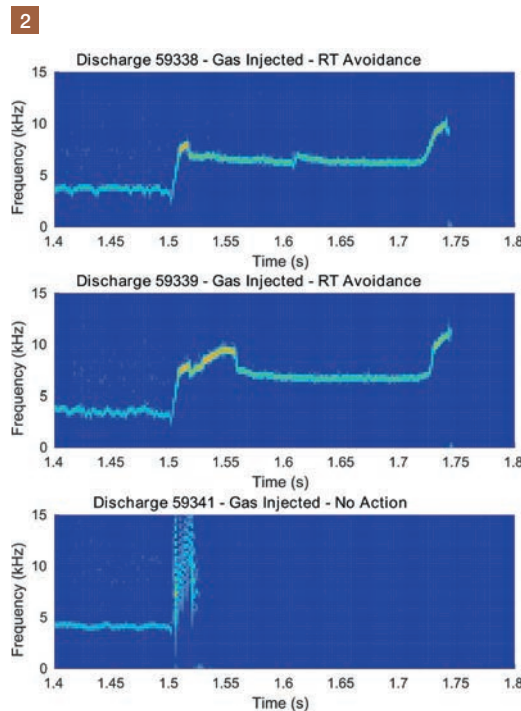 2
Discharge 59338 - Gas Injected - RT Avoidance
15
10
5
0
Frequency (kHz)
1.4 1.45 1.5 1.55 1.6 1.65 1.7 1.75 1.8
Time (s)
Discharge 59339 - Gas Injected - RT Avoidance
15
10
5
0
Frequency (kHz)
1.4 1.45 1.5 1.55 1.6 1.65 1.7 1.75 1.8
Time (s)
Discharge 59341 - Gas Injected - No Action
15
10
5
0
Frequency (kHz)
1.4 1.45 1.5 1.55 1.6 1.65 1.7 1.75 1.8
Time (s)